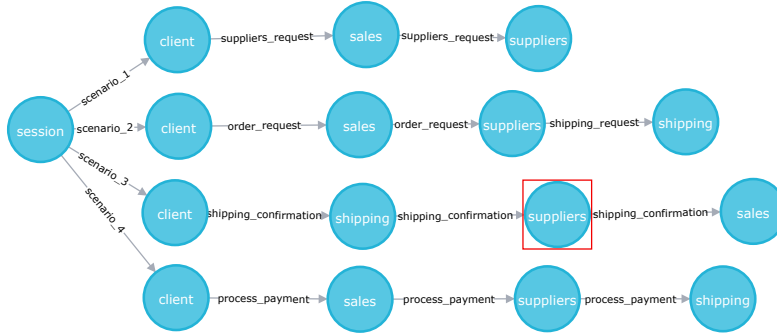 client suppliers_request sales suppliers_request suppliers
scenario_1
session scenario_2 client order_request sales order_request suppliers shipping_request shipping
scenario_3
client shipping_confirmation shipping shipping_confirmation suppliers shipping_confirmation sales
scenario_4
client process_payment sales process_payment suppliers process_payment shipping